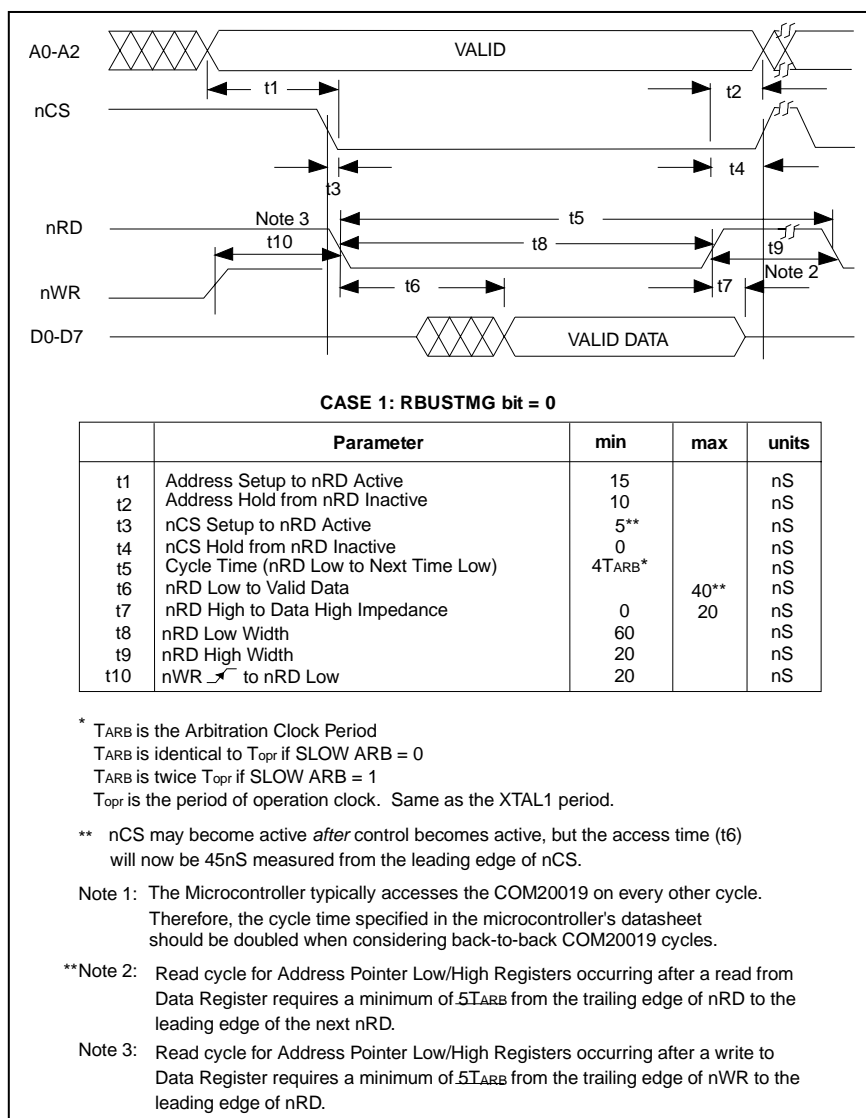 A0-A2
VALID
t1
t2
nCS
t3
t4
nRD
Note 3
t5
t10
t8
t9
nWR
t6
t7
Note 2
D0-D7
VALID DATA
CASE 1: RBUSTMG bit = 0
Parameter min max units
t1 Address Setup to nRD Active 15 nS
t2 Address Hold from nRD Inactive 10 nS
t3 nCS Setup to nRD Active 5** nS
t4 nCS Hold from nRD Inactive 0 nS
t5 Cycle Time (nRD Low to Next Time Low) 4TARB* nS
t6 nRD Low to Valid Data 40** nS
t7 nRD High to Data High Impedance 0 20 nS
t8 nRD Low Width 60 nS
t9 nRD High Width 20 nS
t10 nWR to nRD Low 20 nS
* TARB is the Arbitration Clock Period
TARB is identical to Topr if SLOW ARB = 0
TARB is twice Topr if SLOW ARB = 1
Topr is the period of operation clock. Same as the XTAL1 period.
** nCS may become active after control becomes active, but the access time (t6)
will now be 45nS measured from the leading edge of nCS.
Note 1: The Microcontroller typically accesses the COM20019 on every other cycle.
Therefore, the cycle time specified in the microcontroller's datasheet
should be doubled when considering back-to-back COM20019 cycles.
**Note 2: Read cycle for Address Pointer Low/High Registers occurring after a read from
Data Register requires a minimum of 5TARB from the trailing edge of nRD to the
leading edge of the next nRD.
Note 3: Read cycle for Address Pointer Low/High Registers occurring after a write to
Data Register requires a minimum of 5TARB from the trailing edge of nWR to the
leading edge of nRD.